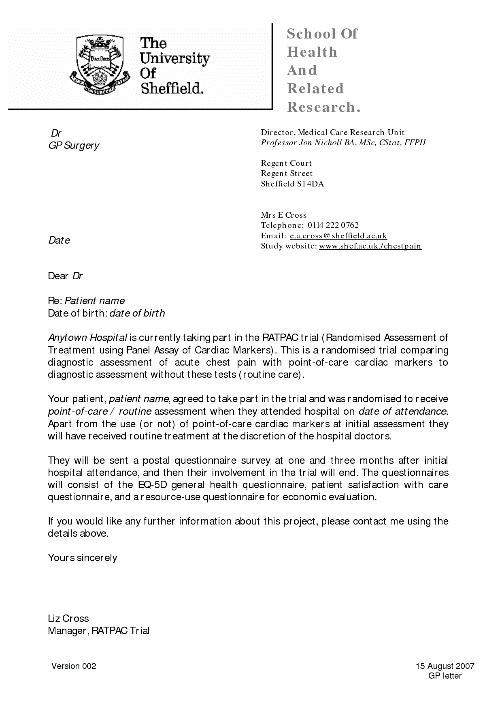 The
University
Of
Sheffield.
School Of
Health
And
Related
Research.
Dr
GP Surgery
Director, Medical Care Research Unit
Professor Jon Nicholl BA, MSc, CStat, FFPH
Regent Court
Regent Street
Sheffield S1 4DA
Mrs E Cross
Telephone: 0114 222 0762
Email: e.a.cross@sheffield.ac.uk
Study website: www.shef.ac.uk/chestpain
Date
Dear Dr
Re: Patient name
Date of birth: date of birth
Anytown Hospital is currently taking part in the RATPAC trial (Randomised Assessment of
Treatment using Panel Assay of Cardiac Markers). This is a randomised trial comparing
diagnostic assessment of acute chest pain with point-of-care cardiac markers to
diagnostic assessment without these tests (routine care).
Your patient, patient name, agreed to take part in the trial and was randomised to receive
point-of-care / routine assessment when they attended hospital on date of attendance.
Apart from the use (or not) of point-of-care cardiac markers at initial assessment they
will have received routine treatment at the discretion of the hospital doctors.
They will be sent a postal questionnaire survey at one and three months after initial
hospital attendance, and then their involvement in the trial will end. The questionnaires
will consist of the EQ-5D general health questionnaire, patient satisfaction with care
questionnaire, and a resource-use questionnaire for economic evaluation.
If you would like any further information about this project, please contact me using the
details above.
Yours sincerely
Liz Cross
Manager, RATPAC Trial
Version 002
15 August 2007
GP letter